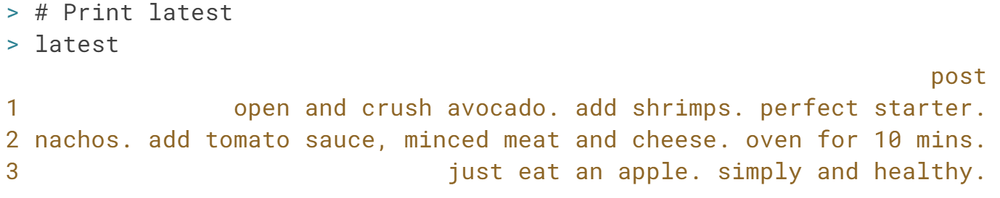 > # Print latest
> latest
post
1 open and crush avocado. add shrimps. perfect starter.
2 nachos. add tomato sauce, minced meat and cheese. oven for 10 mins.
3 just eat an apple. simply and healthy.